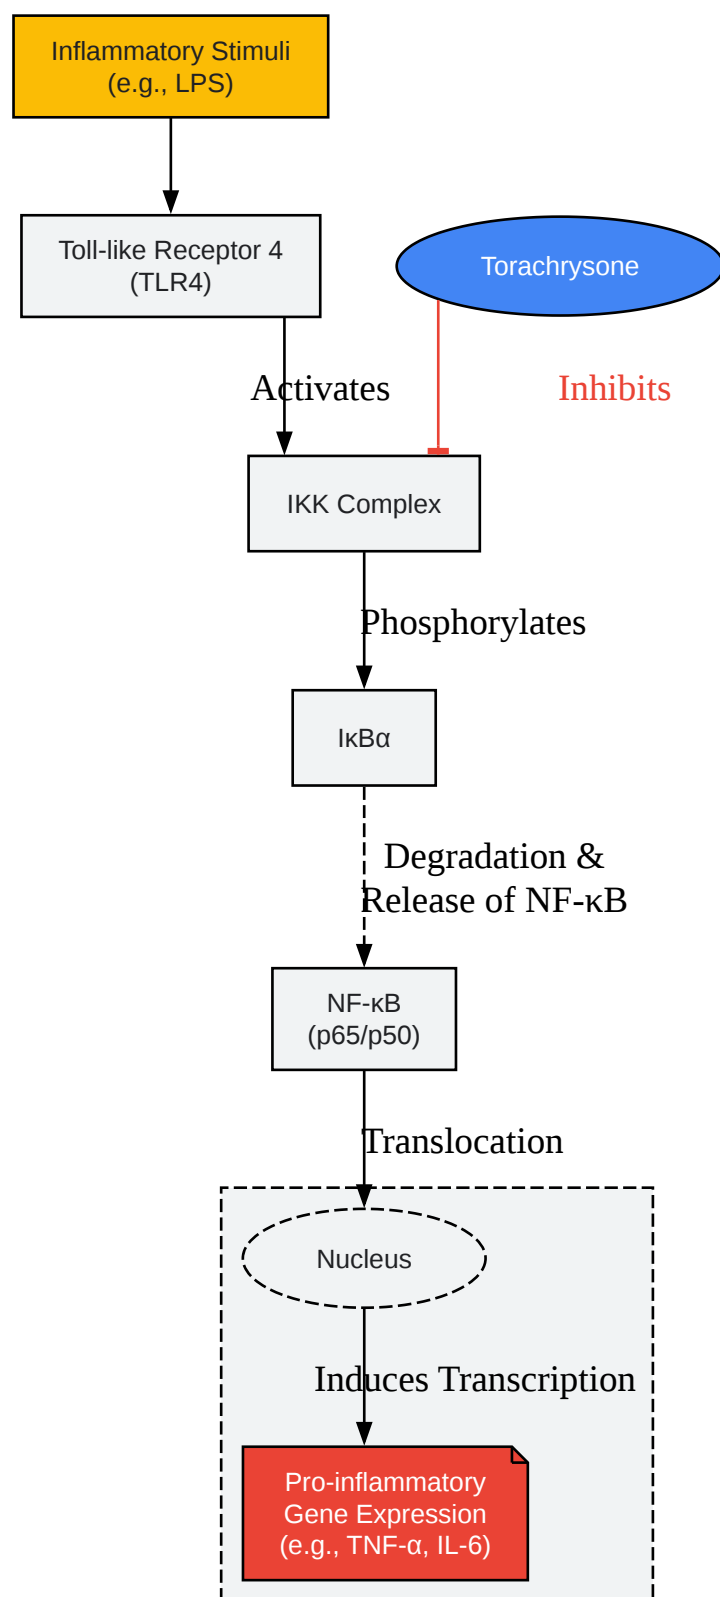 Inflammatory Stimuli
(e.g., LPS)
Toll-like Receptor 4
(TLR4)
Torachrysone
Activates
Inhibits
IKK Complex
Phosphorylates
IκBα
Degradation &
Release of NF-κB
NF-κB
(p65/p50)
Translocation
Nucleus
Induces Transcription
Pro-inflammatory
Gene Expression
(e.g., TNF-α, IL-6)